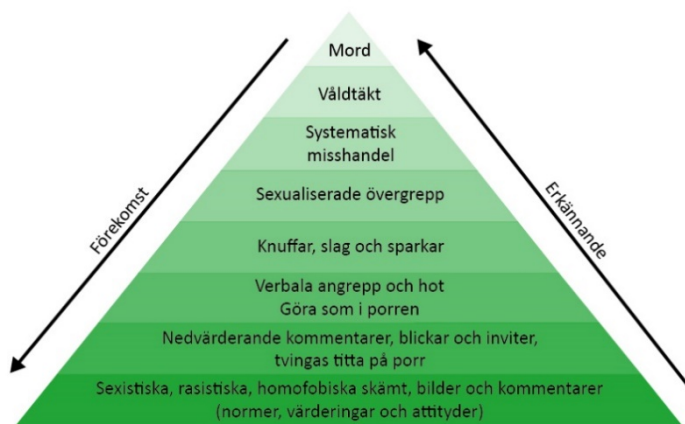 Mord
Våldtäkt
Systematisk
misshandel
Sexualiserade övergrepp
Knuffar, slag och sparkar
Verbala angrepp och hot
Göra som i porren
Nedvärderande kommentarer, blickar och inviter,
tvingas titta på porr
Sexistiska, rasistiska, homofobiska skämt, bilder och kommentarer
(normer, värderingar och attityder)
Förekomst
Erkännande